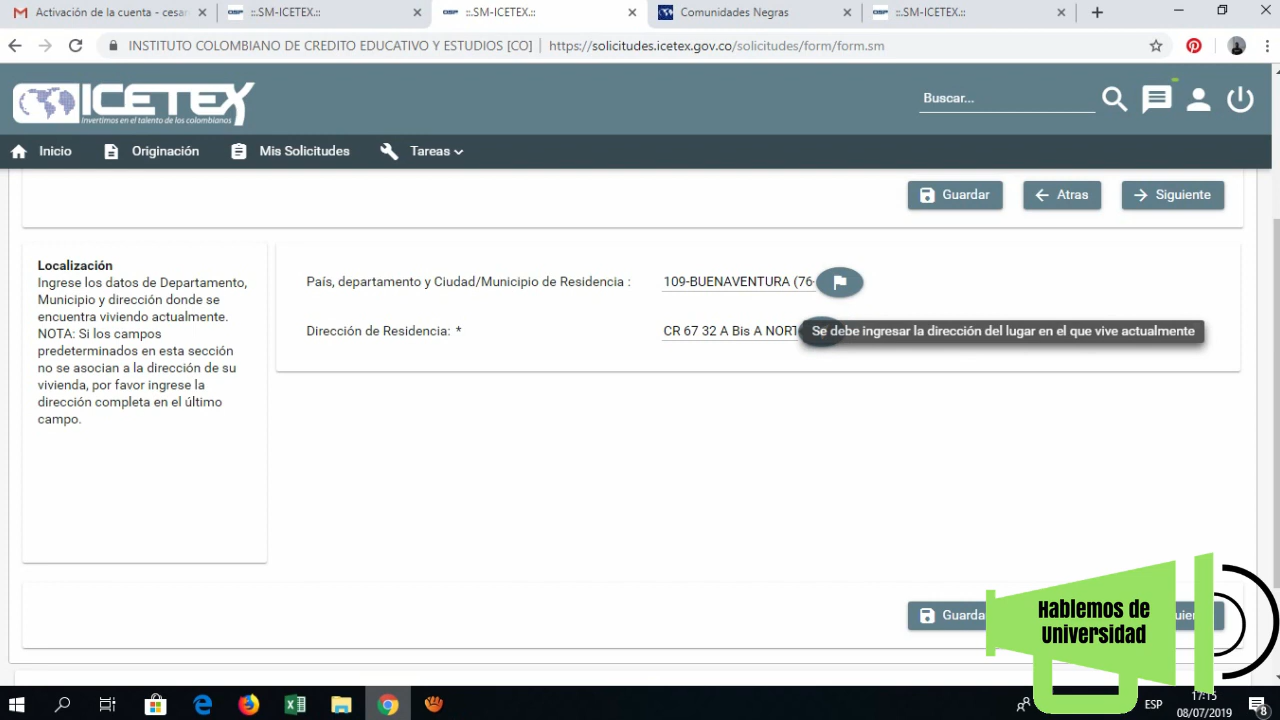 Activación de la cuenta - cesar
OSP ::.SM-ICETEX.::
OSP ::.SM-ICETEX.::
Comunidades Negras
OSP ::.SM-ICETEX.::
INSTITUTO COLOMBIANO DE CREDITO EDUCATIVO Y ESTUDIOS [CO] | https://solicitudes.icetex.gov.co/solicitudes/form/form.sm
ICETEX
Invertimos en el talento de los colombianos
Buscar...
Inicio
Originación
Mis Solicitudes
Tareas
Guardar
Atras
Siguiente
Localización
Ingrese los datos de Departamento,
Municipio y dirección donde se
encuentra viviendo actualmente.
NOTA: Si los campos
predeterminados en esta sección
no se asocian a la dirección de su
vivienda, por favor ingrese la
dirección completa en el último
campo.
País, departamento y Ciudad/Municipio de Residencia :
109-BUENAVENTURA (76-
Dirección de Residencia: *
CR 67 32 A Bis A NORT
Se debe ingresar la dirección del lugar en el que vive actualmente
Guarda
uien
Hablemos de
Universidad
ESP
17:15
08/07/2019
8